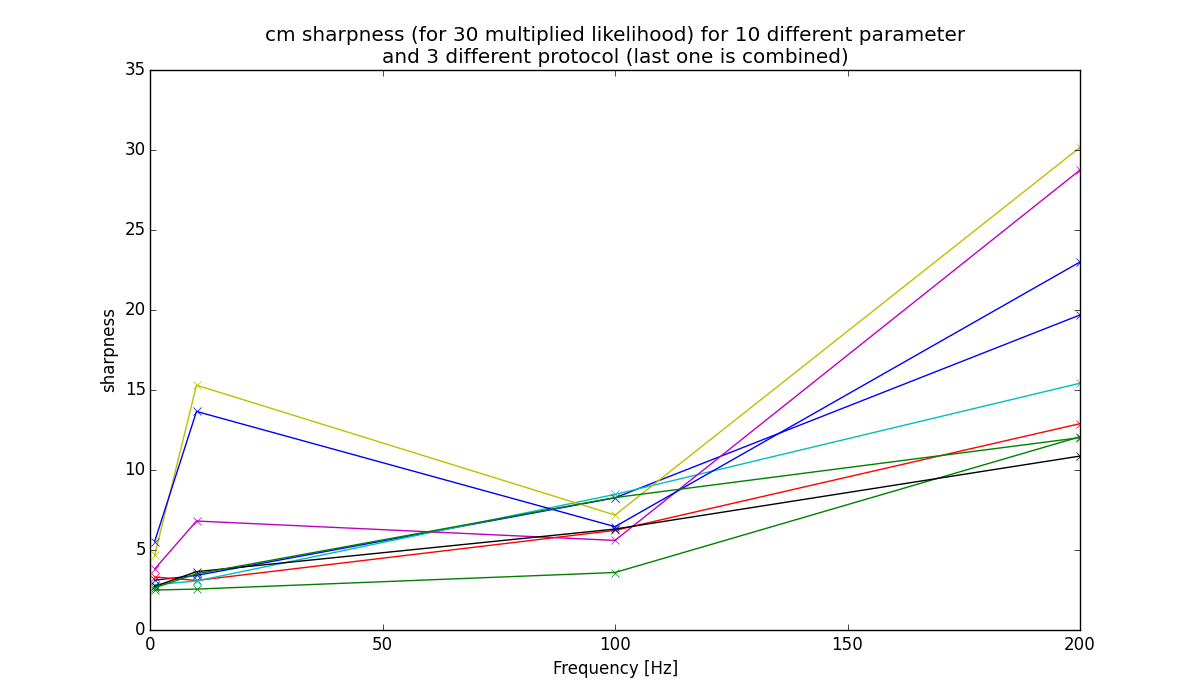 cm sharpness (for 30 multiplied likelihood) for 10 different parameter
and 3 different protocol (last one is combined)
35
30
25
20
15
10
5
0
sharpness
0 50 100 150 200
Frequency [Hz]